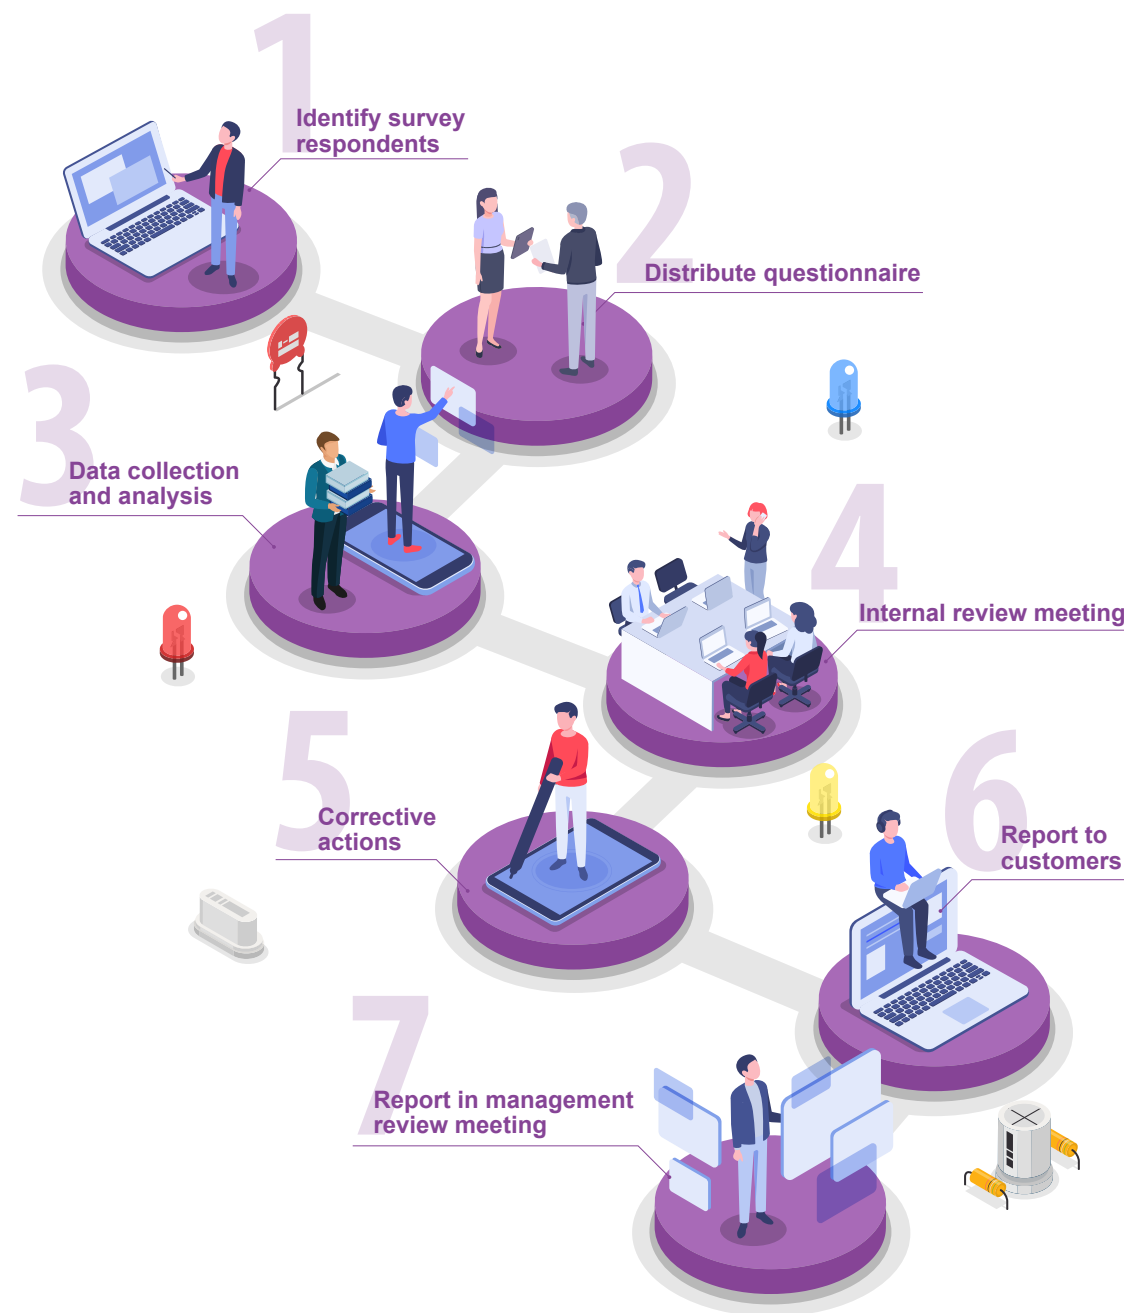 1
Identify survey
respondents
2
Distribute questionnaire
3
Data collection
and analysis
4
Internal review meeting
5
Corrective
actions
6
Report to
customers
7
Report in management
review meeting